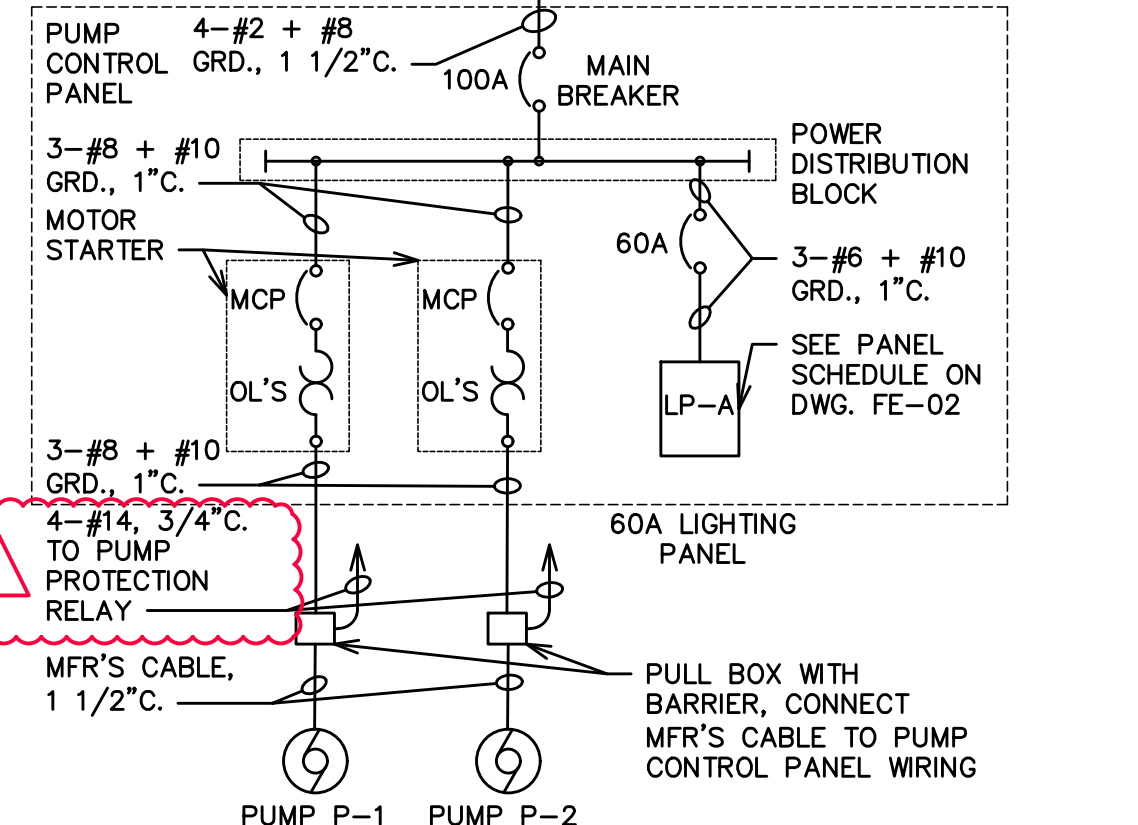 PUMP
CONTROL
PANEL
4-#2 + #8
GRD., 1 1/2"C.
100A
MAIN
BREAKER
3-#8 + #10
GRD., 1"C.
POWER
DISTRIBUTION
BLOCK
MOTOR
STARTER
60A
3-#6 + #10
GRD., 1"C.
MCP
MCP
OL'S
OL'S
LP-A
SEE PANEL
SCHEDULE ON
DWG. FE-02
3-#8 + #10
GRD., 1"C.
4-#14, 3/4"C.
TO PUMP
PROTECTION
RELAY
60A LIGHTING
PANEL
MFR'S CABLE,
1 1/2"C.
PULL BOX WITH
BARRIER, CONNECT
MFR'S CABLE TO PUMP
CONTROL PANEL WIRING
PUMP P-1
PUMP P-2